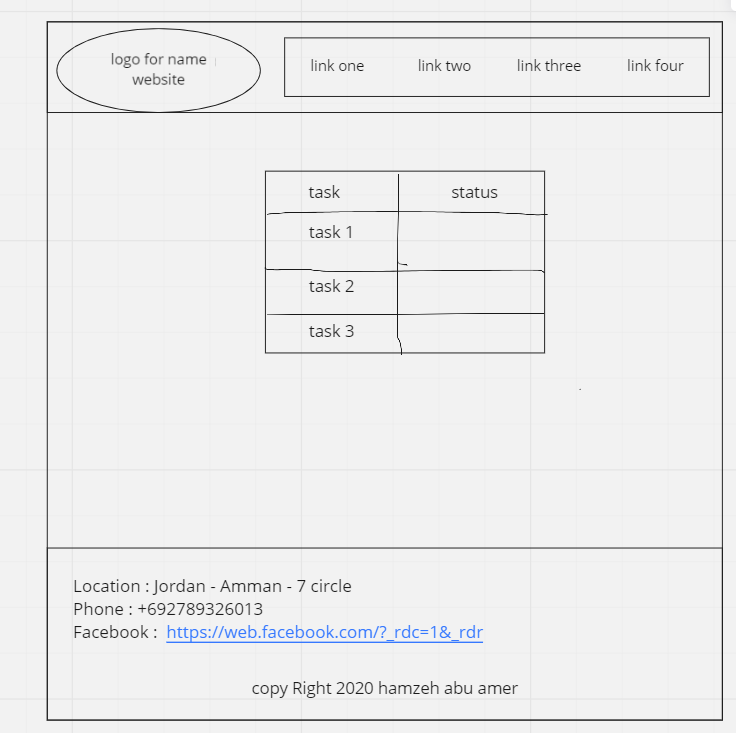 logo for name
website
link one link two link three link four
task status
task 1
task 2
task 3
Location : Jordan - Amman - 7 circle
Phone : +692789326013
Facebook : https://web.facebook.com/?_rdc=1&_rdr
copy Right 2020 hamzeh abu amer